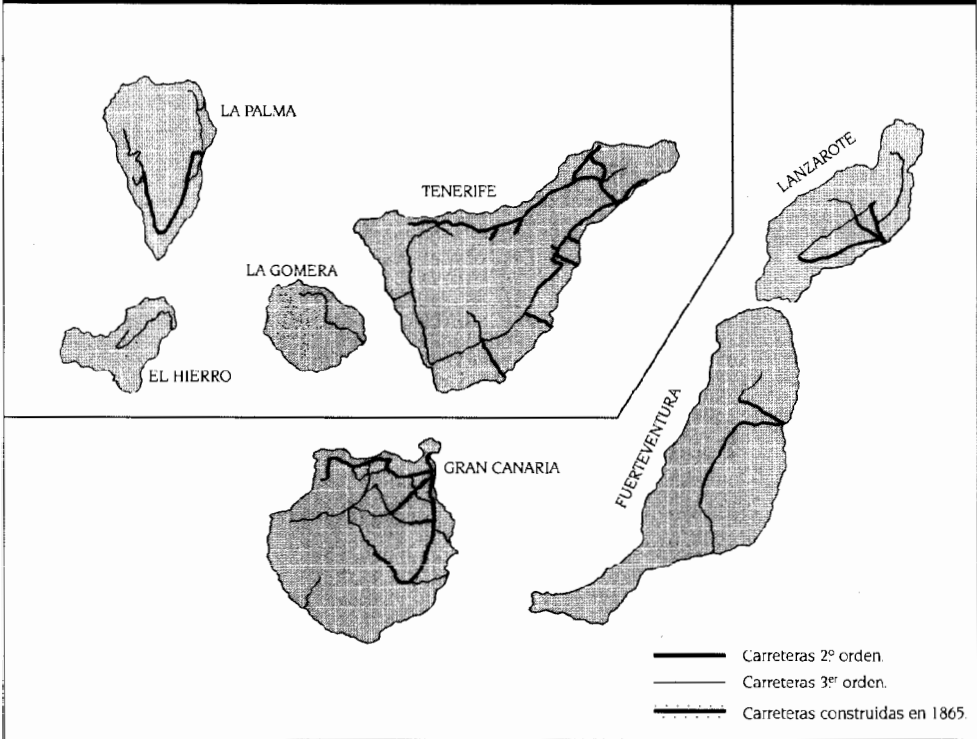 LA PALMA
TENERIFE
LANZAROTE
LA GOMERA
EL HIERRO
FUERTEVENTURA
GRAN CANARIA
Carreteras 2º orden.
Carreteras 3er orden.
Carreteras construidas en 1865.